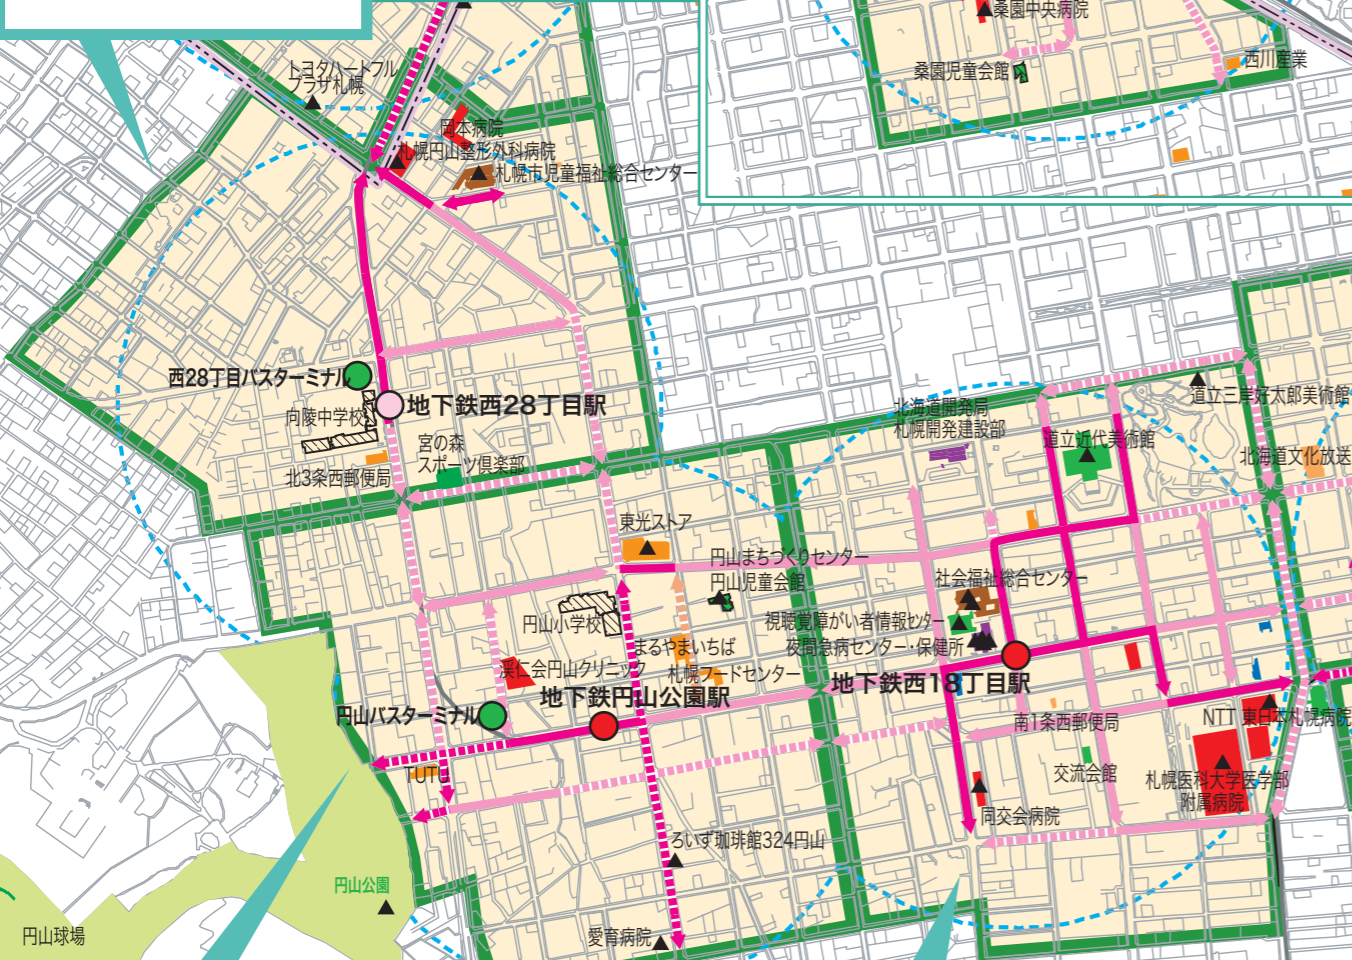 桑園中央病院
桑園児童会館
西川産業
トヨタハートフル
プラザ札幌
岡本病院
札幌円山整形外科病院
札幌市児童福祉総合センター
西28丁目バスターミナル
地下鉄西28丁目駅
向陵中学校
宮の森
スポーツ倶楽部
北3条西郵便局
北海道開発局
札幌開発建設部
道立三岸好太郎美術館
道立近代美術館
北海道文化放送
東光ストア
円山まちづくりセンター
円山児童会館
社会福祉総合センター
円山小学校
視聴覚障がい者情報センター
まるやまいちば
夜間急病センター・保健所
渓仁会円山クリニック
札幌フードセンター
地下鉄円山公園駅
地下鉄西18丁目駅
円山バスターミナル
南1条西郵便局
NTT 東日本札幌病院
TUTU
交流会館
札幌医科大学医学部
附属病院
同交会病院
ろいず珈琲館324円山
円山公園
円山球場
愛育病院